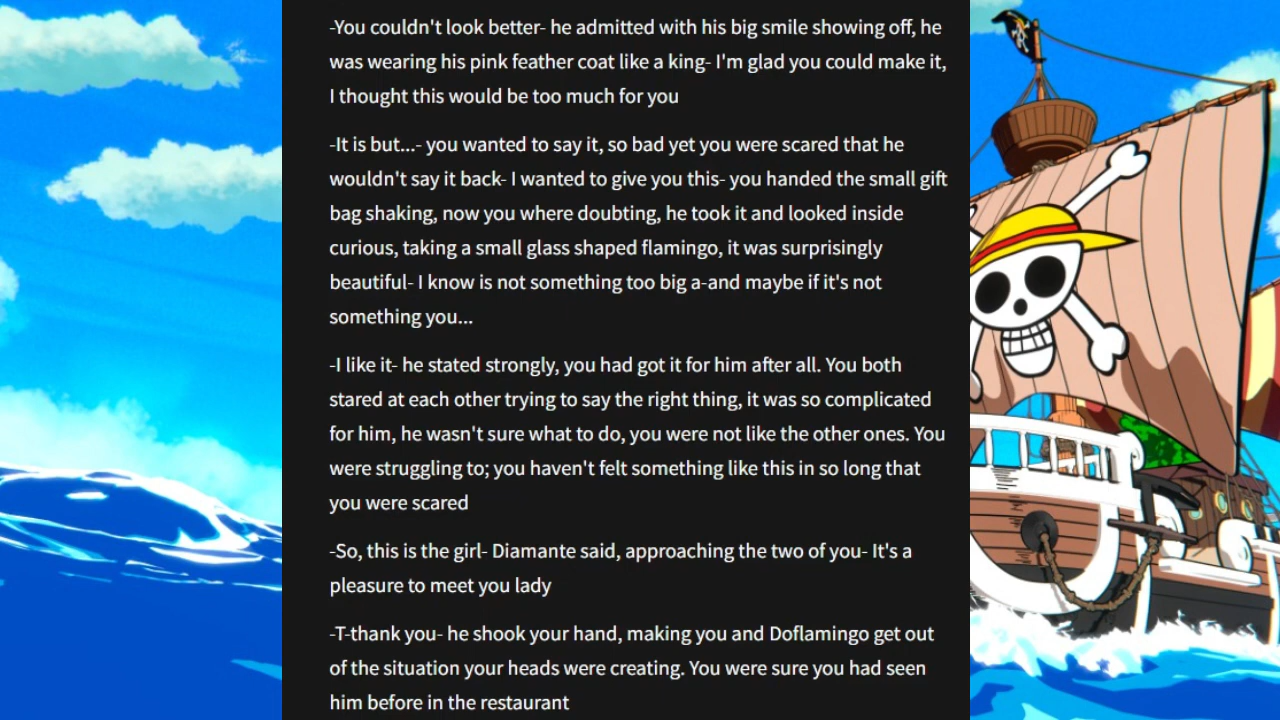 -You couldn't look better- he admitted with his big smile showing off, he
was wearing his pink feather coat like a king- I'm glad you could make it,
I thought this would be too much for you
-It is but...- you wanted to say it, so bad yet you were scared that he
wouldn't say it back- I wanted to give you this- you handed the small gift
bag shaking, now you where doubting, he took it and looked inside
curious, taking a small glass shaped flamingo, it was surprisingly
beautiful- I know is not something too big a-and maybe if it's not
something you...
-I like it- he stated strongly, you had got it for him after all. You both
stared at each other trying to say the right thing, it was so complicated
for him, he wasn't sure what to do, you were not like the other ones. You
were struggling to; you haven't felt something like this in so long that
you were scared
-So, this is the girl- Diamante said, approaching the two of you- It's a
pleasure to meet you lady
-T-thank you- he shook your hand, making you and Doflamingo get out
of the situation your heads were creating. You were sure you had seen
him before in the restaurant